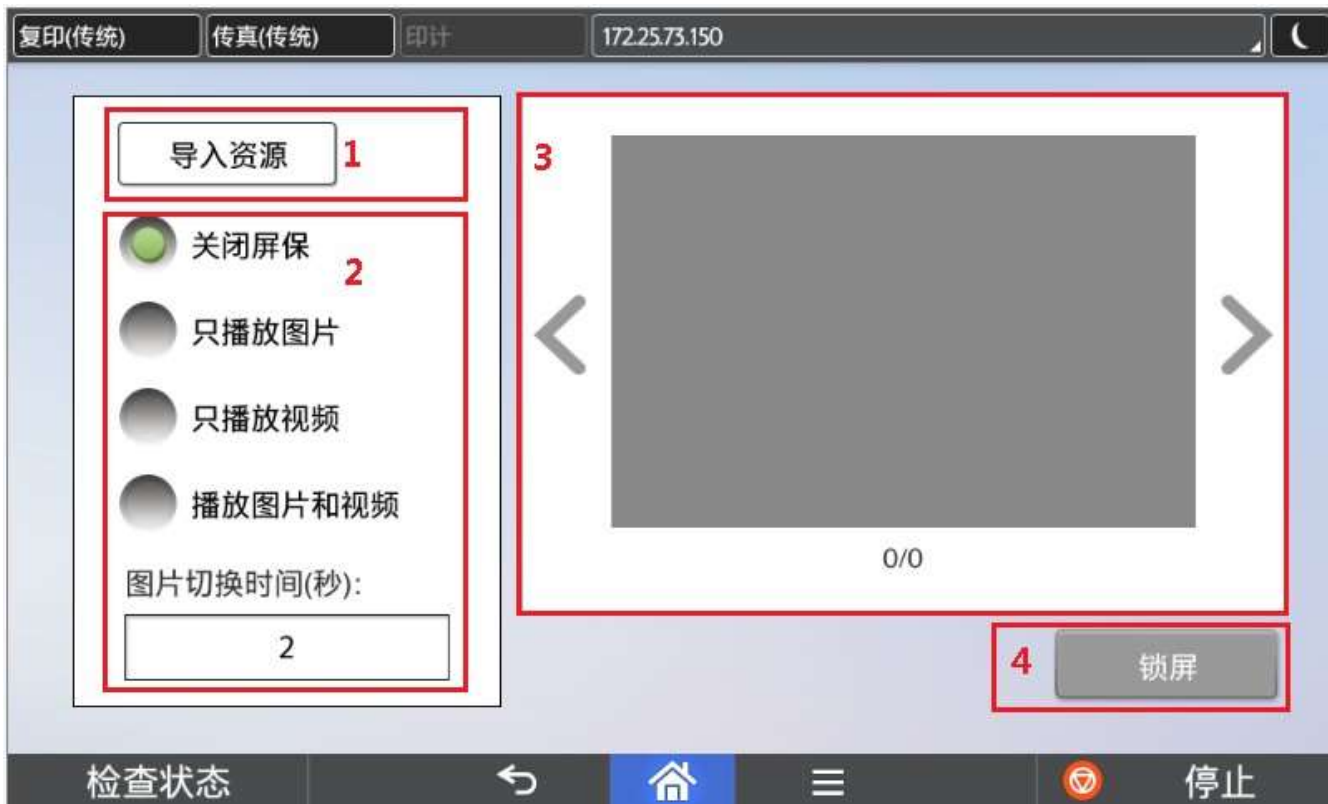 复印(传统) 传真(传统) 印计 172.25.73.150
导入资源 1
关闭屏保
2
只播放图片
只播放视频
播放图片和视频
图片切换时间(秒):
2
3
0/0
4 锁屏
检查状态 停止